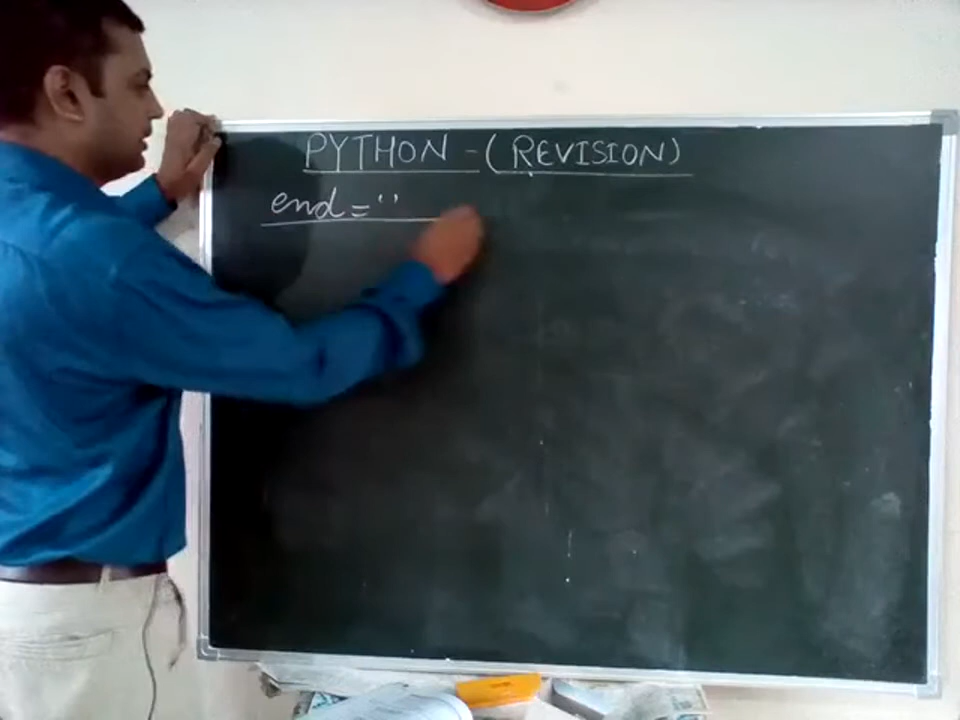 PYTHON - (REVISION)
end = ' '